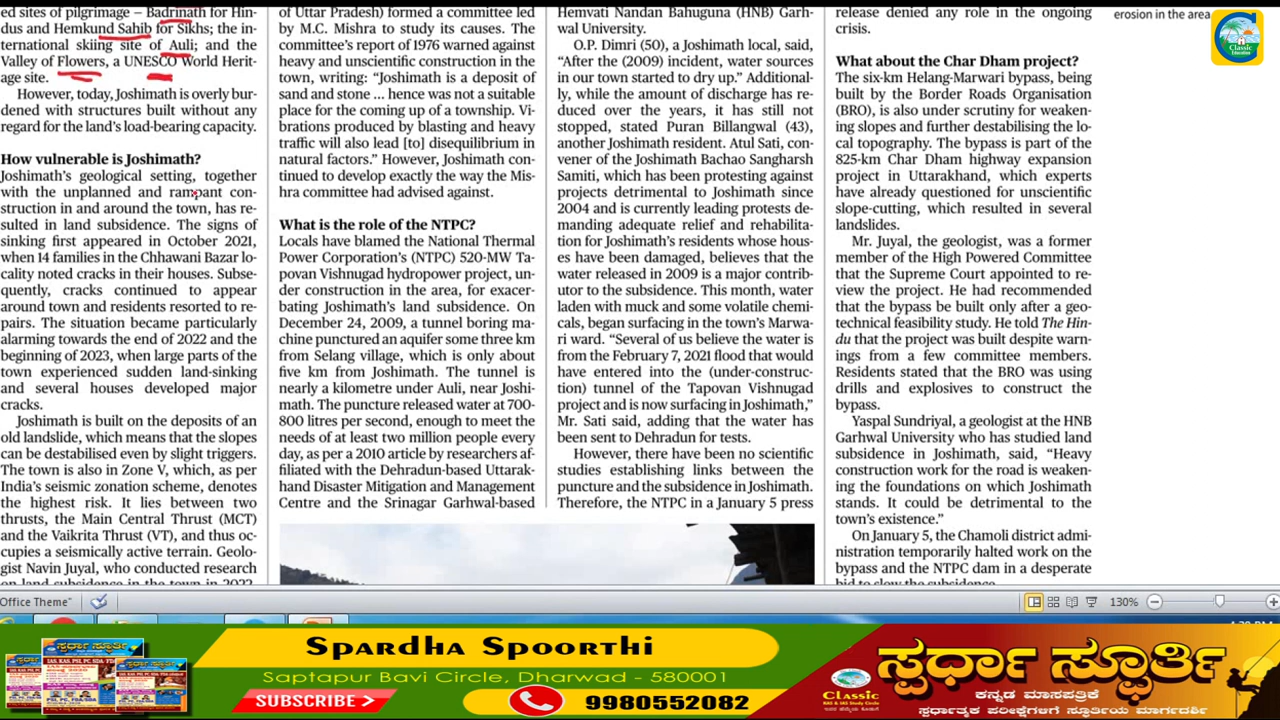 ed sites of pilgrimage – Badrinath for Hin-
dus and Hemkund Sahib for Sikhs; the in-
ternational skiing site of Auli; and the
Valley of Flowers, a UNESCO World Herit-
age site.
However, today, Joshimath is overly bur-
dened with structures built without any
regard for the land's load-bearing capacity.
How vulnerable is Joshimath?
Joshimath's geological setting, together
with the unplanned and rampant con-
struction in and around the town, has re-
sulted in land subsidence. The signs of
sinking first appeared in October 2021,
when 14 families in the Chhawani Bazar lo-
cality noted cracks in their houses. Subse-
quently, cracks continued to appear
around town and residents resorted to re-
pairs. The situation became particularly
alarming towards the end of 2022 and the
beginning of 2023, when large parts of the
town experienced sudden land-sinking
and several houses developed major
cracks.
Joshimath is built on the deposits of an
old landslide, which means that the slopes
can be destabilised even by slight triggers.
The town is also in Zone V, which, as per
India's seismic zonation scheme, denotes
the highest risk. It lies between two
thrusts, the Main Central Thrust (MCT)
and the Vaikrita Thrust (VT), and thus oc-
cupies a seismically active terrain. Geolo-
gist Navin Juyal, who conducted research
on land subsidence in the town in 2022
of Uttar Pradesh) formed a committee led
by M.C. Mishra to study its causes. The
committee's report of 1976 warned against
heavy and unscientific construction in the
town, writing: "Joshimath is a deposit of
sand and stone ... hence was not a suitable
place for the coming up of a township. Vi-
brations produced by blasting and heavy
traffic will also lead [to] disequilibrium in
natural factors." However, Joshimath con-
tinued to develop exactly the way the Mis-
hra committee had advised against.
What is the role of the NTPC?
Locals have blamed the National Thermal
Power Corporation's (NTPC) 520-MW Ta-
povan Vishnugad hydropower project, un-
der construction in the area, for exacer-
bating Joshimath's land subsidence. On
December 24, 2009, a tunnel boring ma-
chine punctured an aquifer some three km
from Selang village, which is only about
five km from Joshimath. The tunnel is
nearly a kilometre under Auli, near Joshi-
math. The puncture released water at 700-
800 litres per second, enough to meet the
needs of at least two million people every
day, as per a 2010 article by researchers af-
filiated with the Dehradun-based Uttarak-
hand Disaster Mitigation and Management
Centre and the Srinagar Garhwal-based
Hemvati Nandan Bahuguna (HNB) Garh-
wal University.
O.P. Dimri (50), a Joshimath local, said,
"After the (2009) incident, water sources
in our town started to dry up." Additional-
ly, while the amount of discharge has re-
duced over the years, it has still not
stopped, stated Puran Billangwal (43),
another Joshimath resident. Atul Sati, con-
vener of the Joshimath Bachao Sangharsh
Samiti, which has been protesting against
projects detrimental to Joshimath since
2004 and is currently leading protests de-
manding adequate relief and rehabilita-
tion for Joshimath's residents whose hous-
es have been damaged, believes that the
water released in 2009 is a major contrib-
utor to the subsidence. This month, water
laden with muck and some volatile chemi-
cals, began surfacing in the town's Marwa-
ri ward. "Several of us believe the water is
from the February 7, 2021 flood that would
have entered into the (under-construc-
tion) tunnel of the Tapovan Vishnugad
project and is now surfacing in Joshimath,"
Mr. Sati said, adding that the water has
been sent to Dehradun for tests.
However, there have been no scientific
studies establishing links between the
puncture and the subsidence in Joshimath.
Therefore, the NTPC in a January 5 press
release denied any role in the ongoing
crisis.
What about the Char Dham project?
The six-km Helang-Marwari bypass, being
built by the Border Roads Organisation
(BRO), is also under scrutiny for weaken-
ing slopes and further destabilising the lo-
cal topography. The bypass is part of the
825-km Char Dham highway expansion
project in Uttarakhand, which experts
have already questioned for unscientific
slope-cutting, which resulted in several
landslides.
Mr. Juyal, the geologist, was a former
member of the High Powered Committee
that the Supreme Court appointed to re-
view the project. He had recommended
that the bypass be built only after a geo-
technical feasibility study. He told The Hin-
du that the project was built despite warn-
ings from a few committee members.
Residents stated that the BRO was using
drills and explosives to construct the
bypass.
Yaspal Sundriyal, a geologist at the HNB
Garhwal University who has studied land
subsidence in Joshimath, said, "Heavy
construction work for the road is weaken-
ing the foundations on which Joshimath
stands. It could be detrimental to the
town's existence."
On January 5, the Chamoli district admi-
nistration temporarily halted work on the
bypass and the NTPC dam in a desperate
bid to slow the subsidence.
erosion in the area
Classic
Office Theme"
130%
Spardha Spoorthi
Saptapur Bavi Circle, Dharwad - 580001
SUBSCRIBE
9980552082
ಸ್ಪರ್ಧಾ ಸ್ಫೂರ್ತಿ
ಕನ್ನಡ ಮಾಸಪತ್ರಿಕೆ
ಸ್ಪರ್ಧಾತ್ಮಕ ಪರೀಕ್ಷೆಗಳಿಗೆ ಸ್ಫೂರ್ತಿಯ ಮಾರ್ಗದರ್ಶಿ
Classic